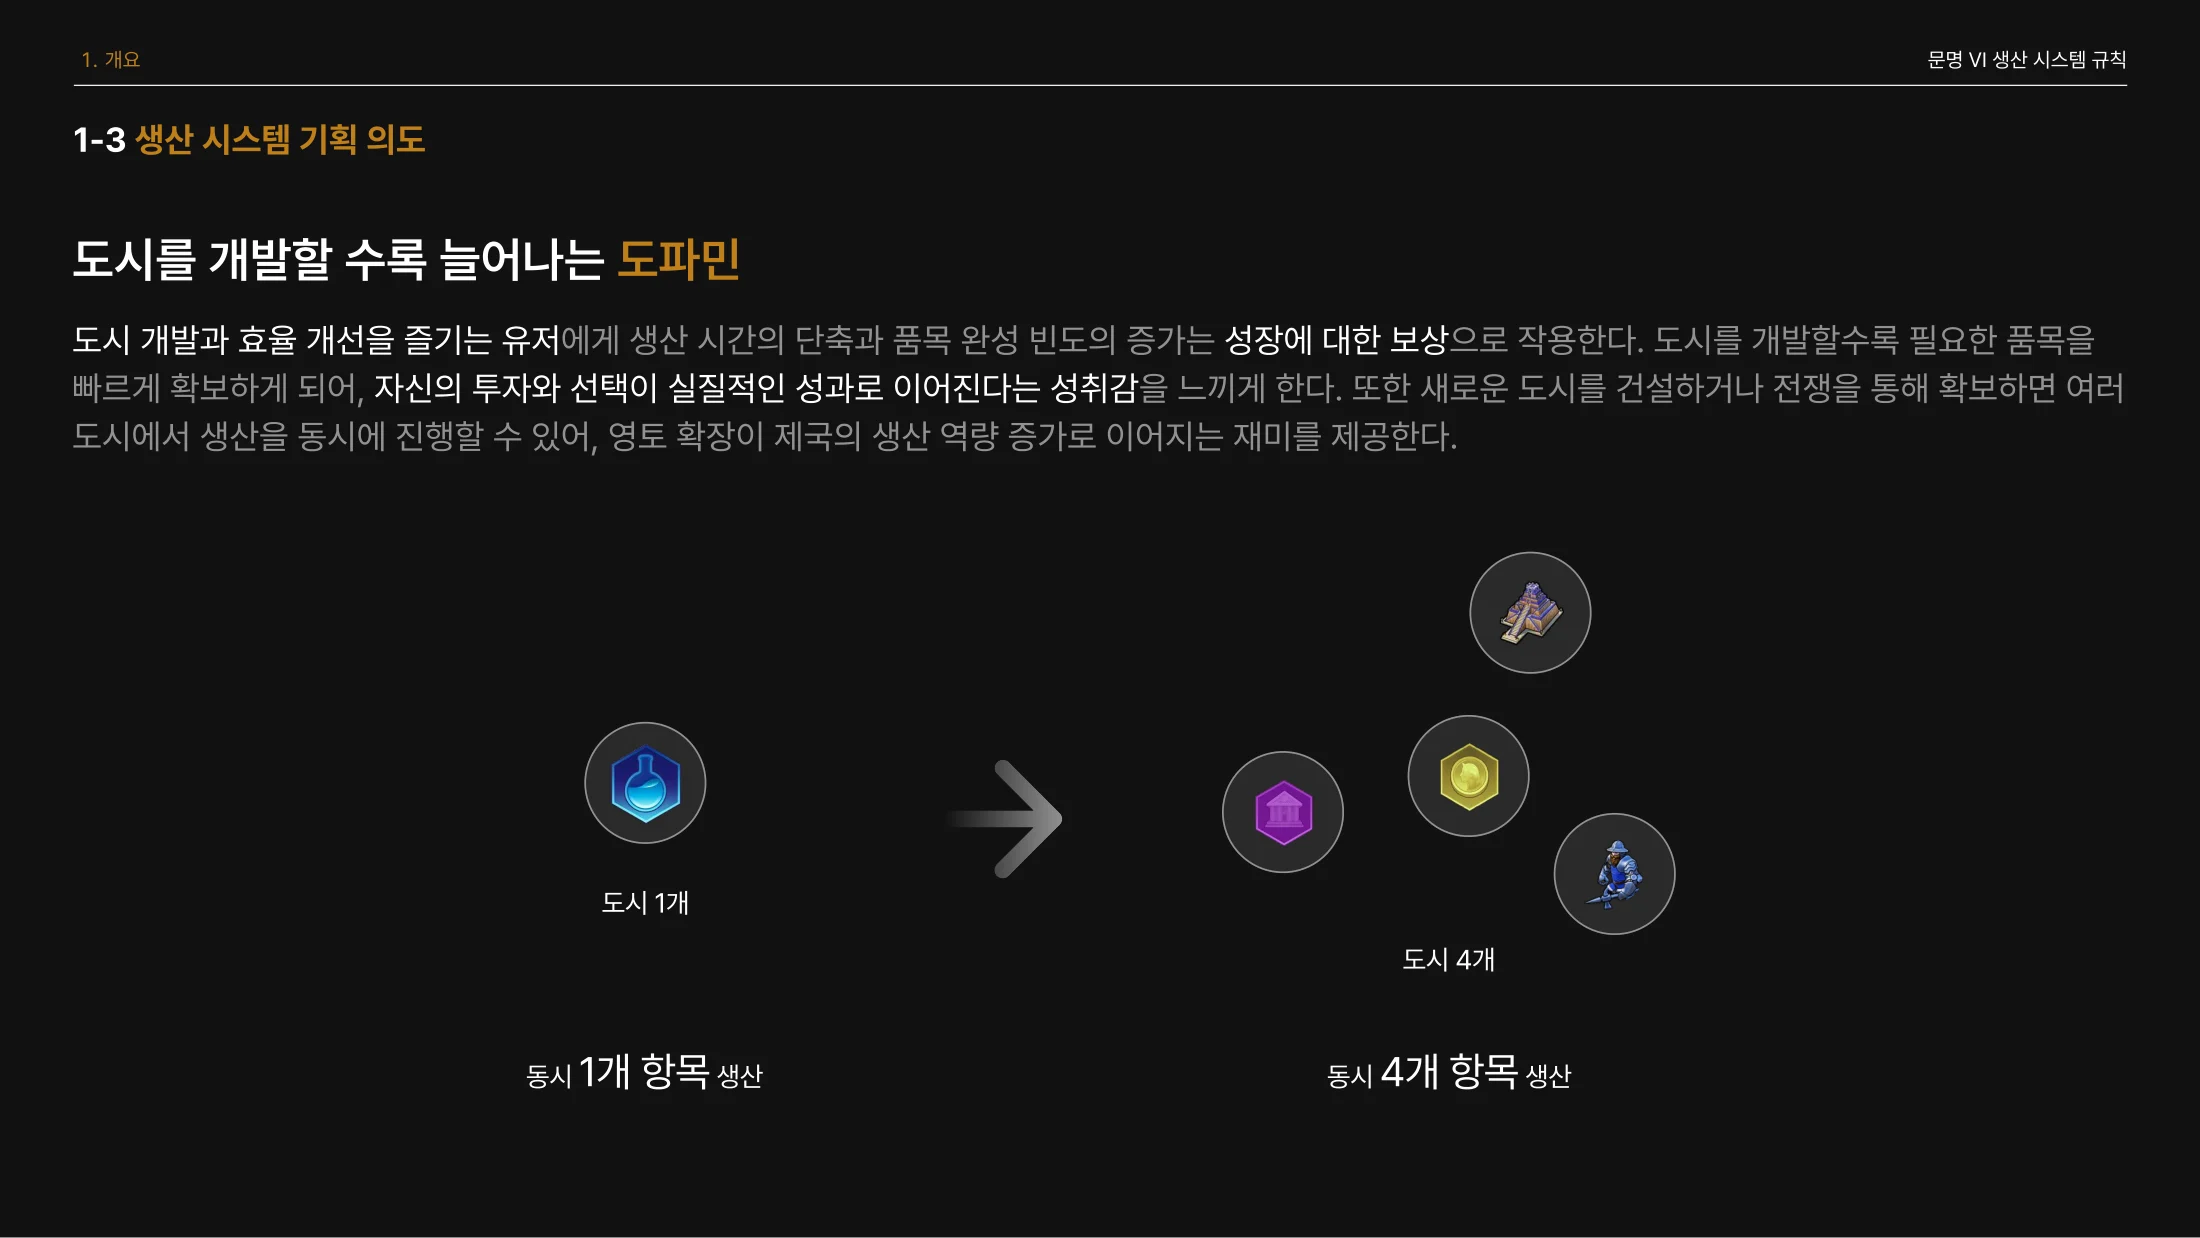 1. 개요
문명 VI 생산 시스템 규칙
1-3 생산 시스템 기획 의도
도시를 개발할 수록 늘어나는 도파민
도시 개발과 효율 개선을 즐기는 유저에게 생산 시간의 단축과 품목 완성 빈도의 증가는 성장에 대한 보상으로 작용한다. 도시를 개발할수록 필요한 품목을
빠르게 확보하게 되어, 자신의 투자와 선택이 실질적인 성과로 이어진다는 성취감을 느끼게 한다. 또한 새로운 도시를 건설하거나 전쟁을 통해 확보하면 여러
도시에서 생산을 동시에 진행할 수 있어, 영토 확장이 제국의 생산 역량 증가로 이어지는 재미를 제공한다.
도시 1개
도시 4개
동시 1개 항목 생산
동시 4개 항목 생산